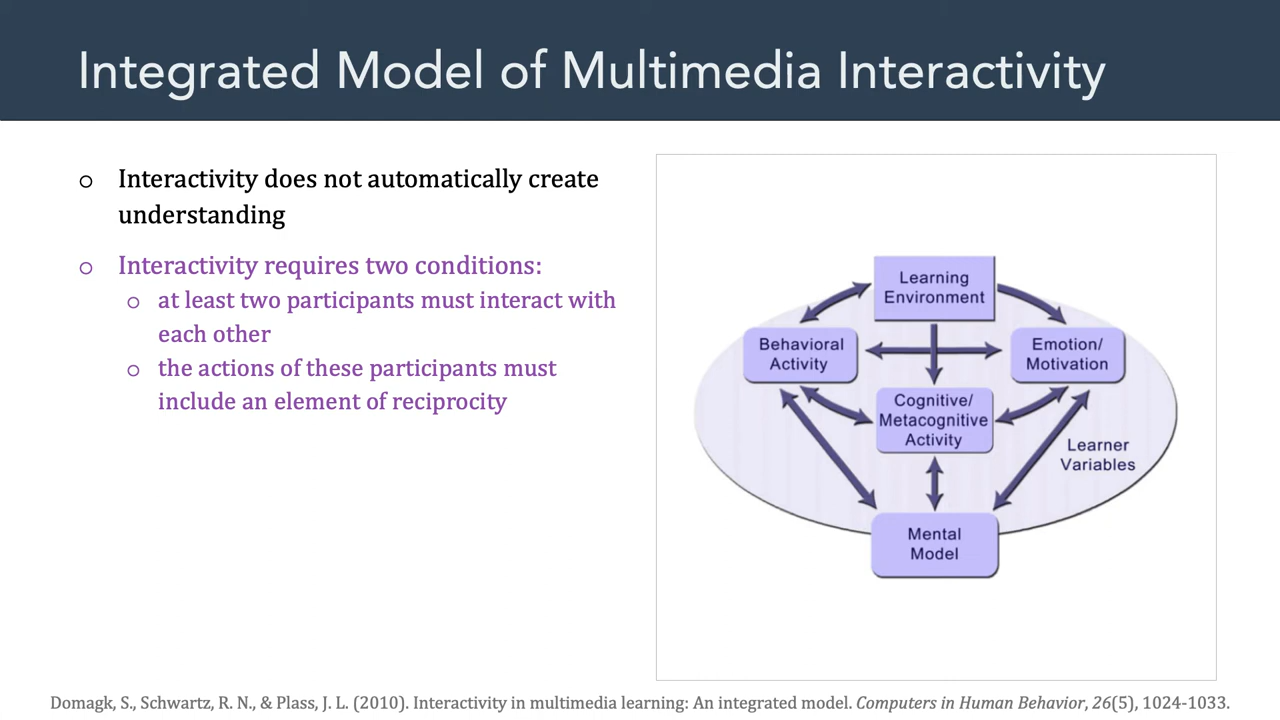 Integrated Model of Multimedia Interactivity
Interactivity does not automatically create
understanding
Interactivity requires two conditions:
at least two participants must interact with
each other
the actions of these participants must
include an element of reciprocity
Learning
Environment
Behavioral
Activity
Emotion/
Motivation
Cognitive/
Metacognitive
Activity
Learner
Variables
Mental
Model
Domagk, S., Schwartz, R. N., & Plass, J. L. (2010). Interactivity in multimedia learning: An integrated model. Computers in Human Behavior, 26(5), 1024-1033.